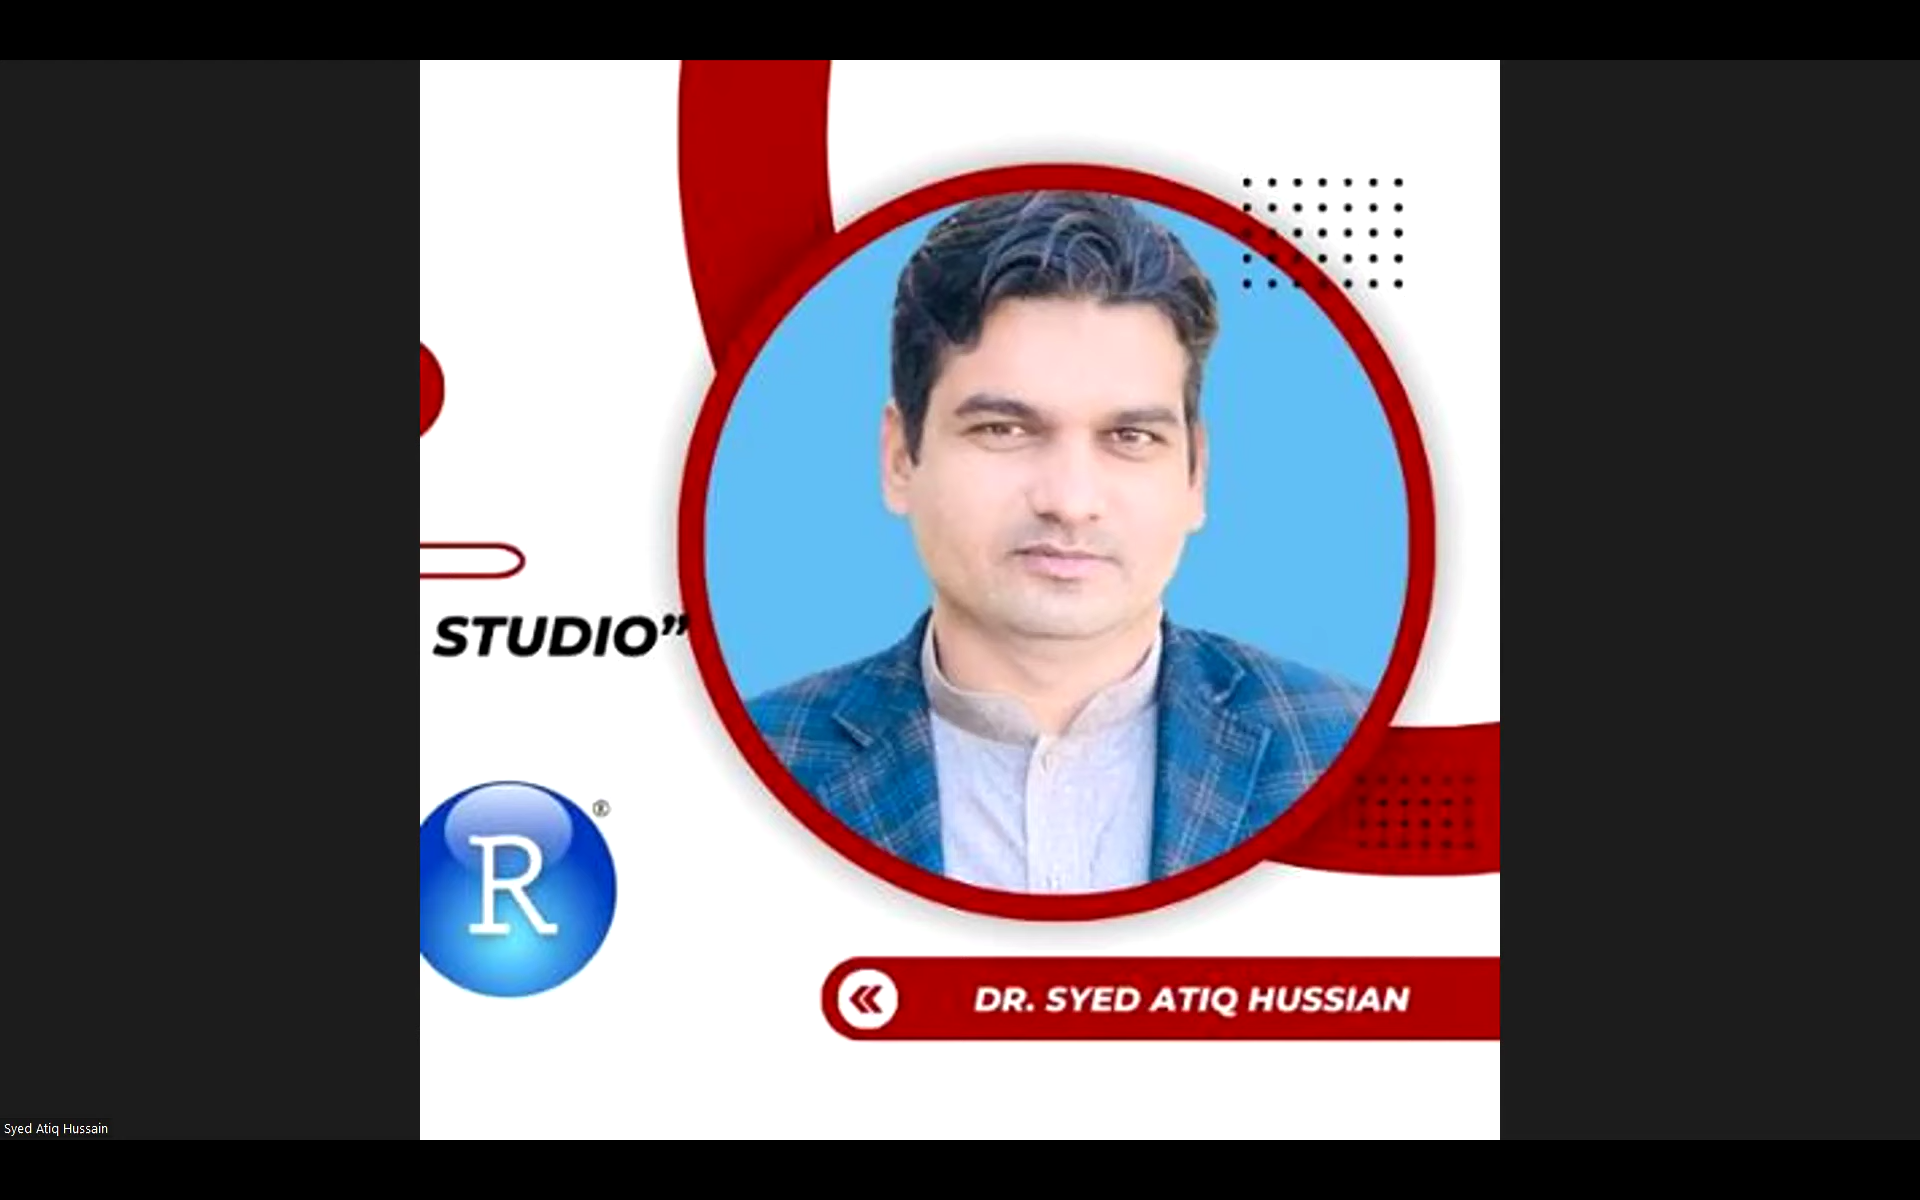 STUDIO”
R
®
DR. SYED ATIQ HUSSIAN
Syed Atiq Hussain